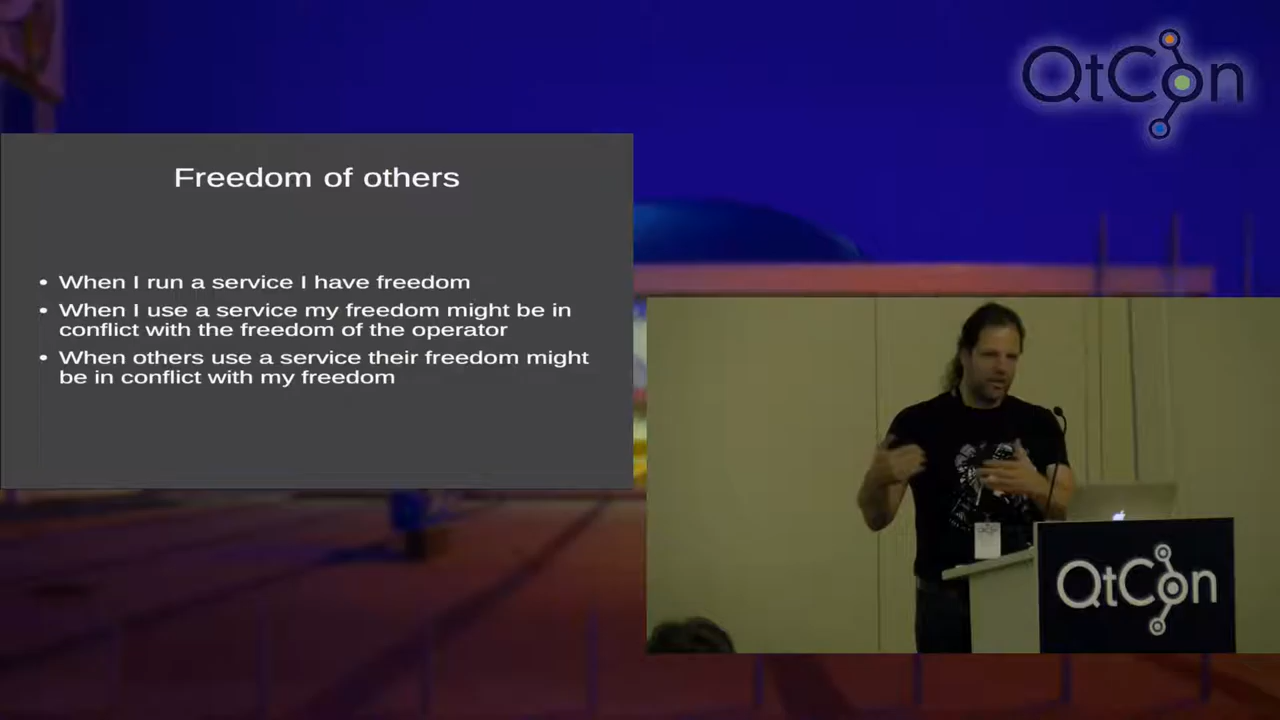 QtCon
Freedom of others
• When I run a service I have freedom
• When I use a service my freedom might be in
conflict with the freedom of the operator
• When others use a service their freedom might
be in conflict with my freedom
QtCon